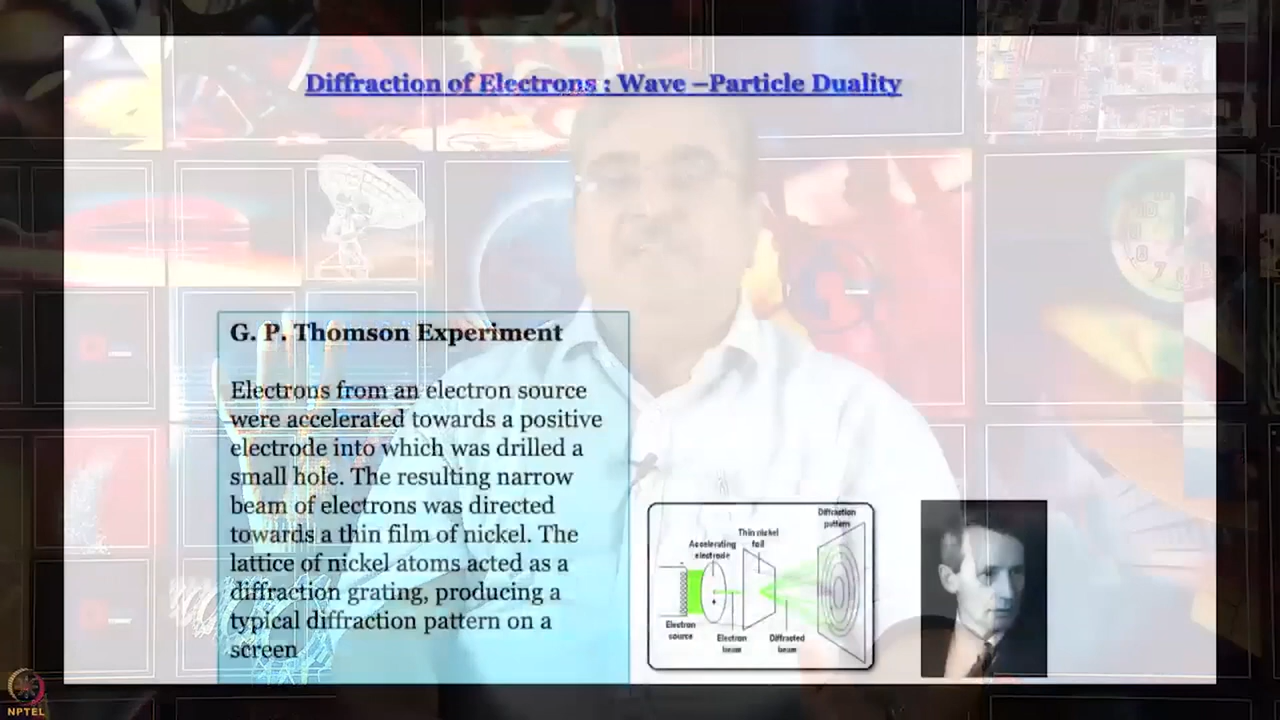 Diffraction of Electrons : Wave –Particle Duality
G. P. Thomson Experiment
Electrons from an electron source
were accelerated towards a positive
electrode into which was drilled a
small hole. The resulting narrow
beam of electrons was directed
towards a thin film of nickel. The
lattice of nickel atoms acted as a
diffraction grating, producing a
typical diffraction pattern on a
screen
Diffraction
pattern
Thin nickel
foil
Accelerating
electrode
Electron
source
Electron
beam
Diffracted
beam
NPTEL